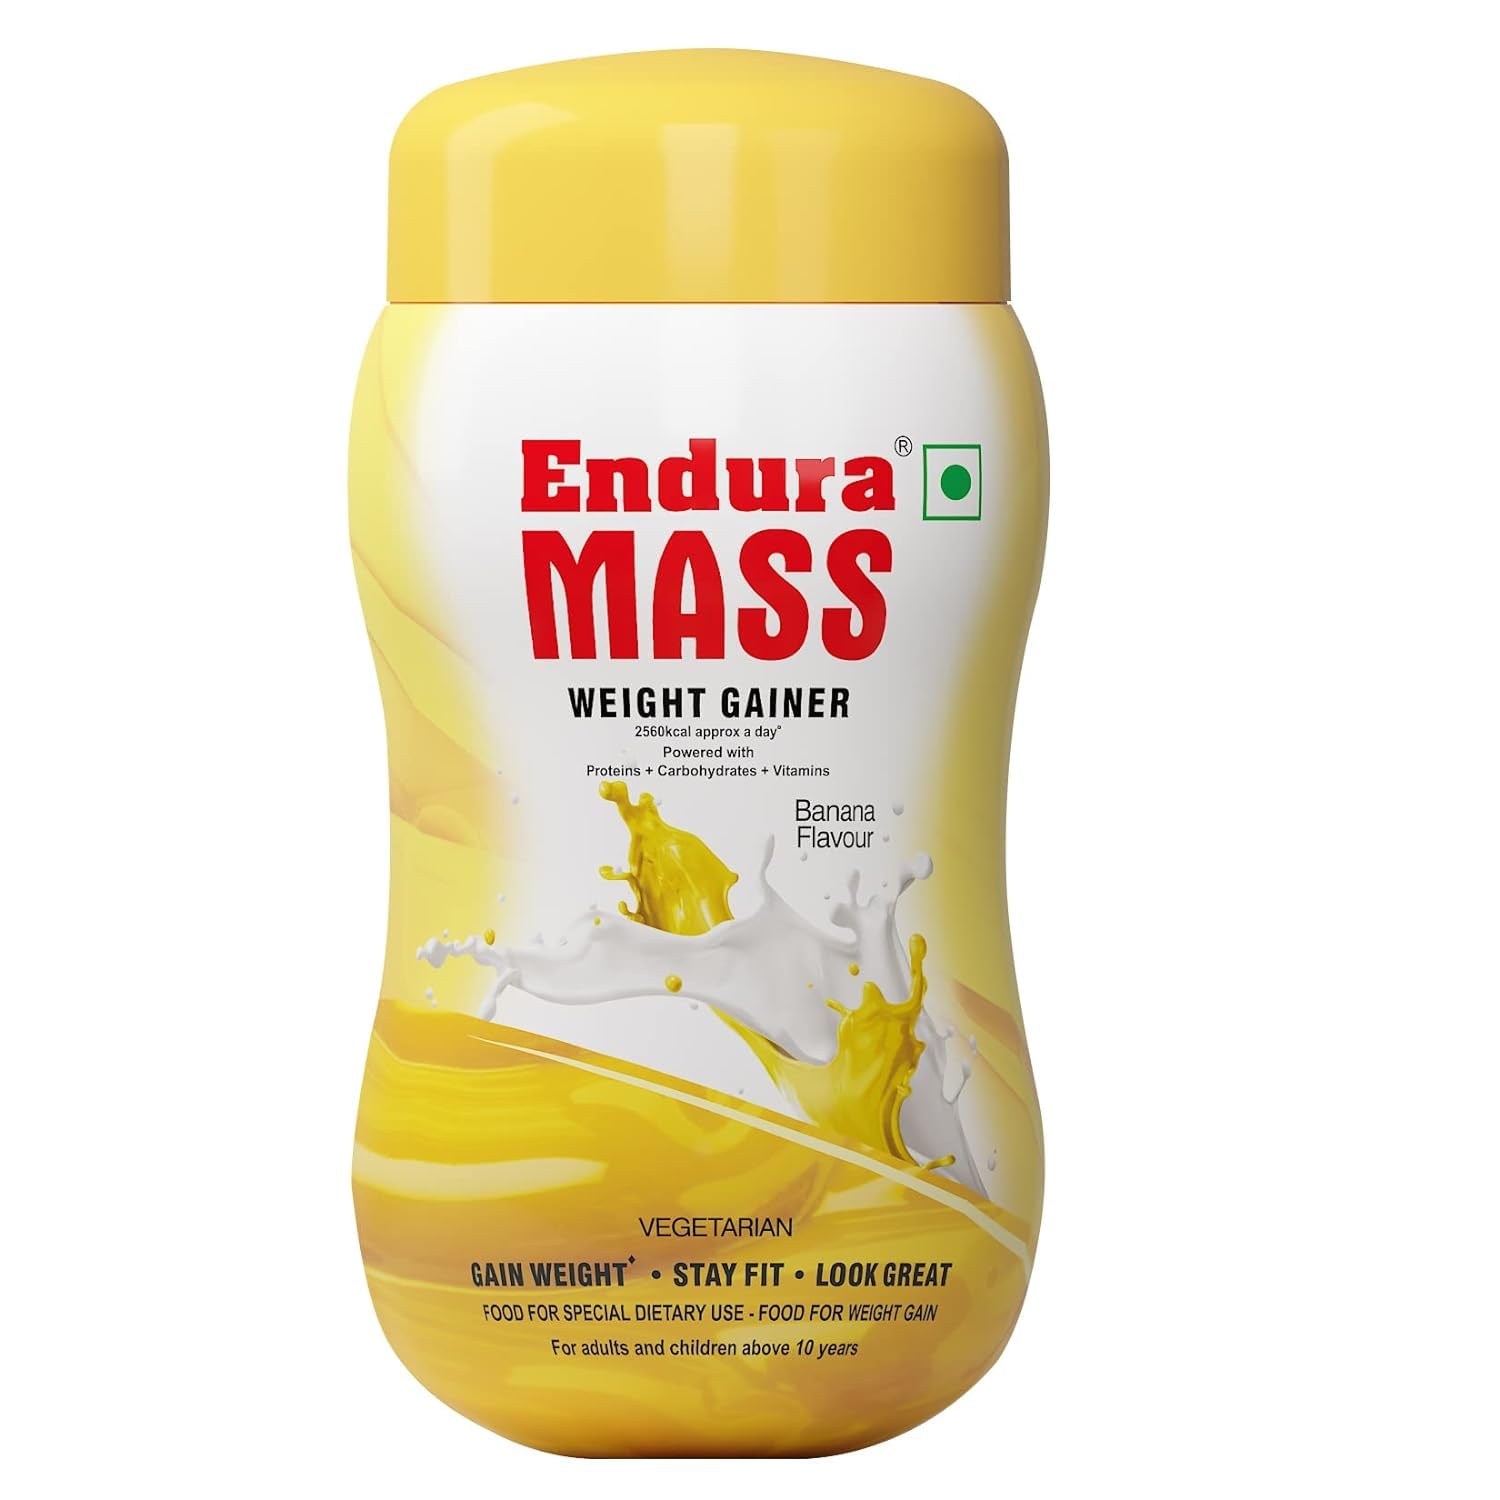 Endura®
MASS
WEIGHT GAINER
2560kcal approx a day*
Powered with
Proteins + Carbohydrates + Vitamins
Banana
Flavour
VEGETARIAN
GAIN WEIGHT♦ • STAY FIT • LOOK GREAT
FOOD FOR SPECIAL DIETARY USE - FOOD FOR WEIGHT GAIN
For adults and children above 10 years